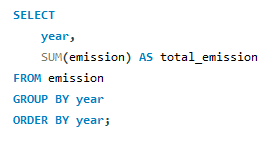 SELECT
    year,
    SUM(emission) AS total_emission
FROM emission
GROUP BY year
ORDER BY year;